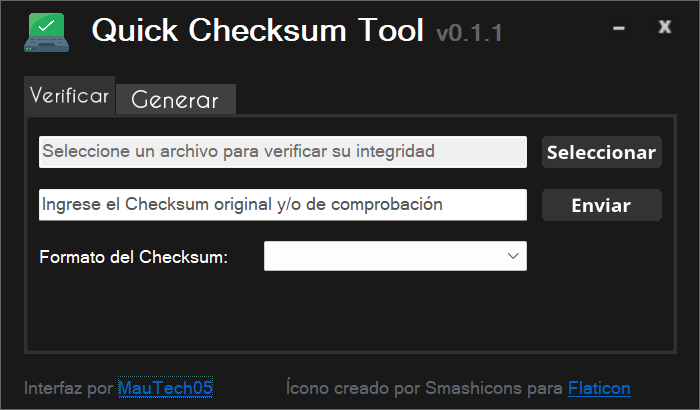 Quick Checksum Tool v0.1.1
– x
Verificar Generar
Seleccione un archivo para verificar su integridad Seleccionar
Ingrese el Checksum original y/o de comprobación Enviar
Formato del Checksum:
Interfaz por MauTech05 Ícono creado por Smashicons para Flaticon